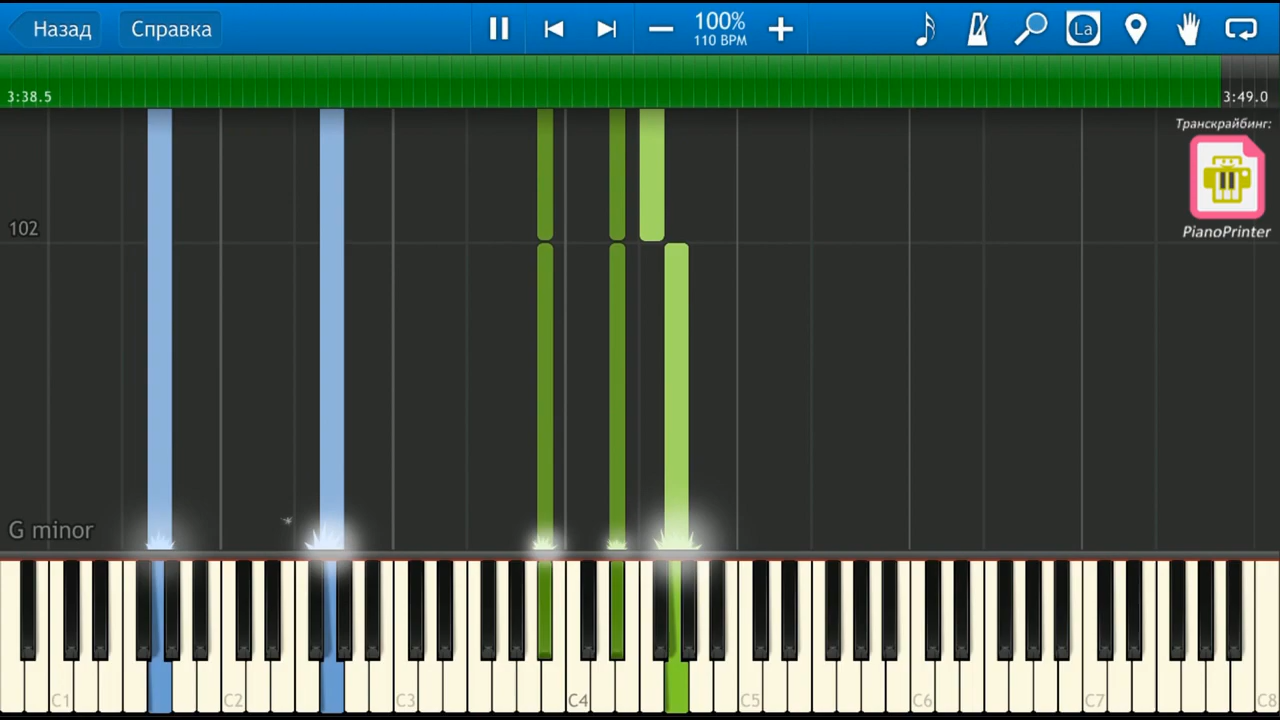 Назад
Справка
100%
110 BPM
La
3:38.5
3:49.0
Транскрайбинг:
PianoPrinter
102
G minor
C1
C2
C3
C4
C5
C6
C7
C8